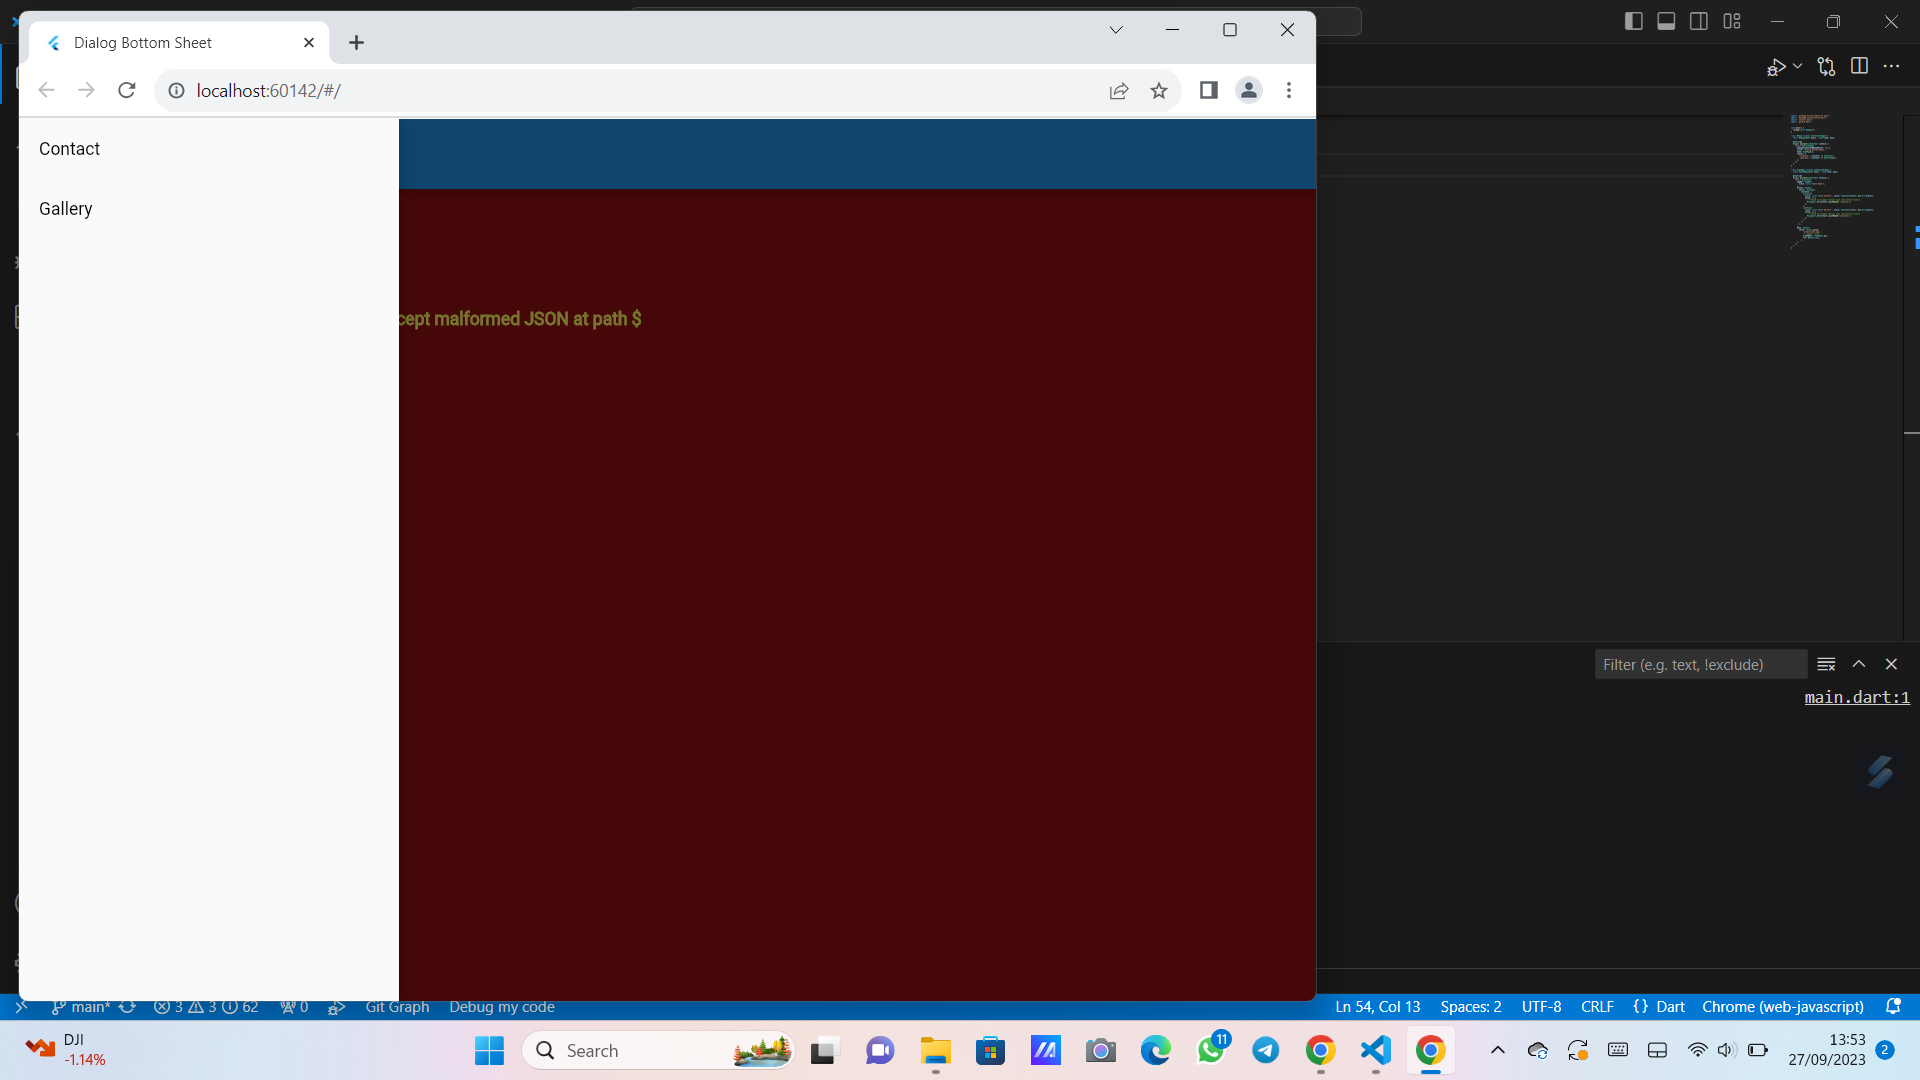 Dialog Bottom Sheet
localhost:60142/#/
Contact
Gallery
cept malformed JSON at path $
Filter (e.g. text, !exclude)
main.dart:1
main* 3 3 62 0 Git Graph Debug my code Ln 54, Col 13 Spaces: 2 UTF-8 CRLF {} Dart Chrome (web-javascript)
DJI
-1.14%
Search
11
13:53
27/09/2023
2